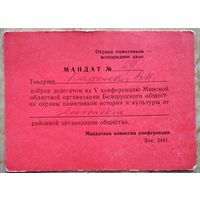 Охрана памятников —
всенародное дело
МАНДАТ №
Товарищ
избран делегатом на V конференцию Минской
областной организации Белорусского общест-
ва охраны памятников истории и культуры от
районной организации общества.
Мандатная комиссия конференции
Зак. 2441.